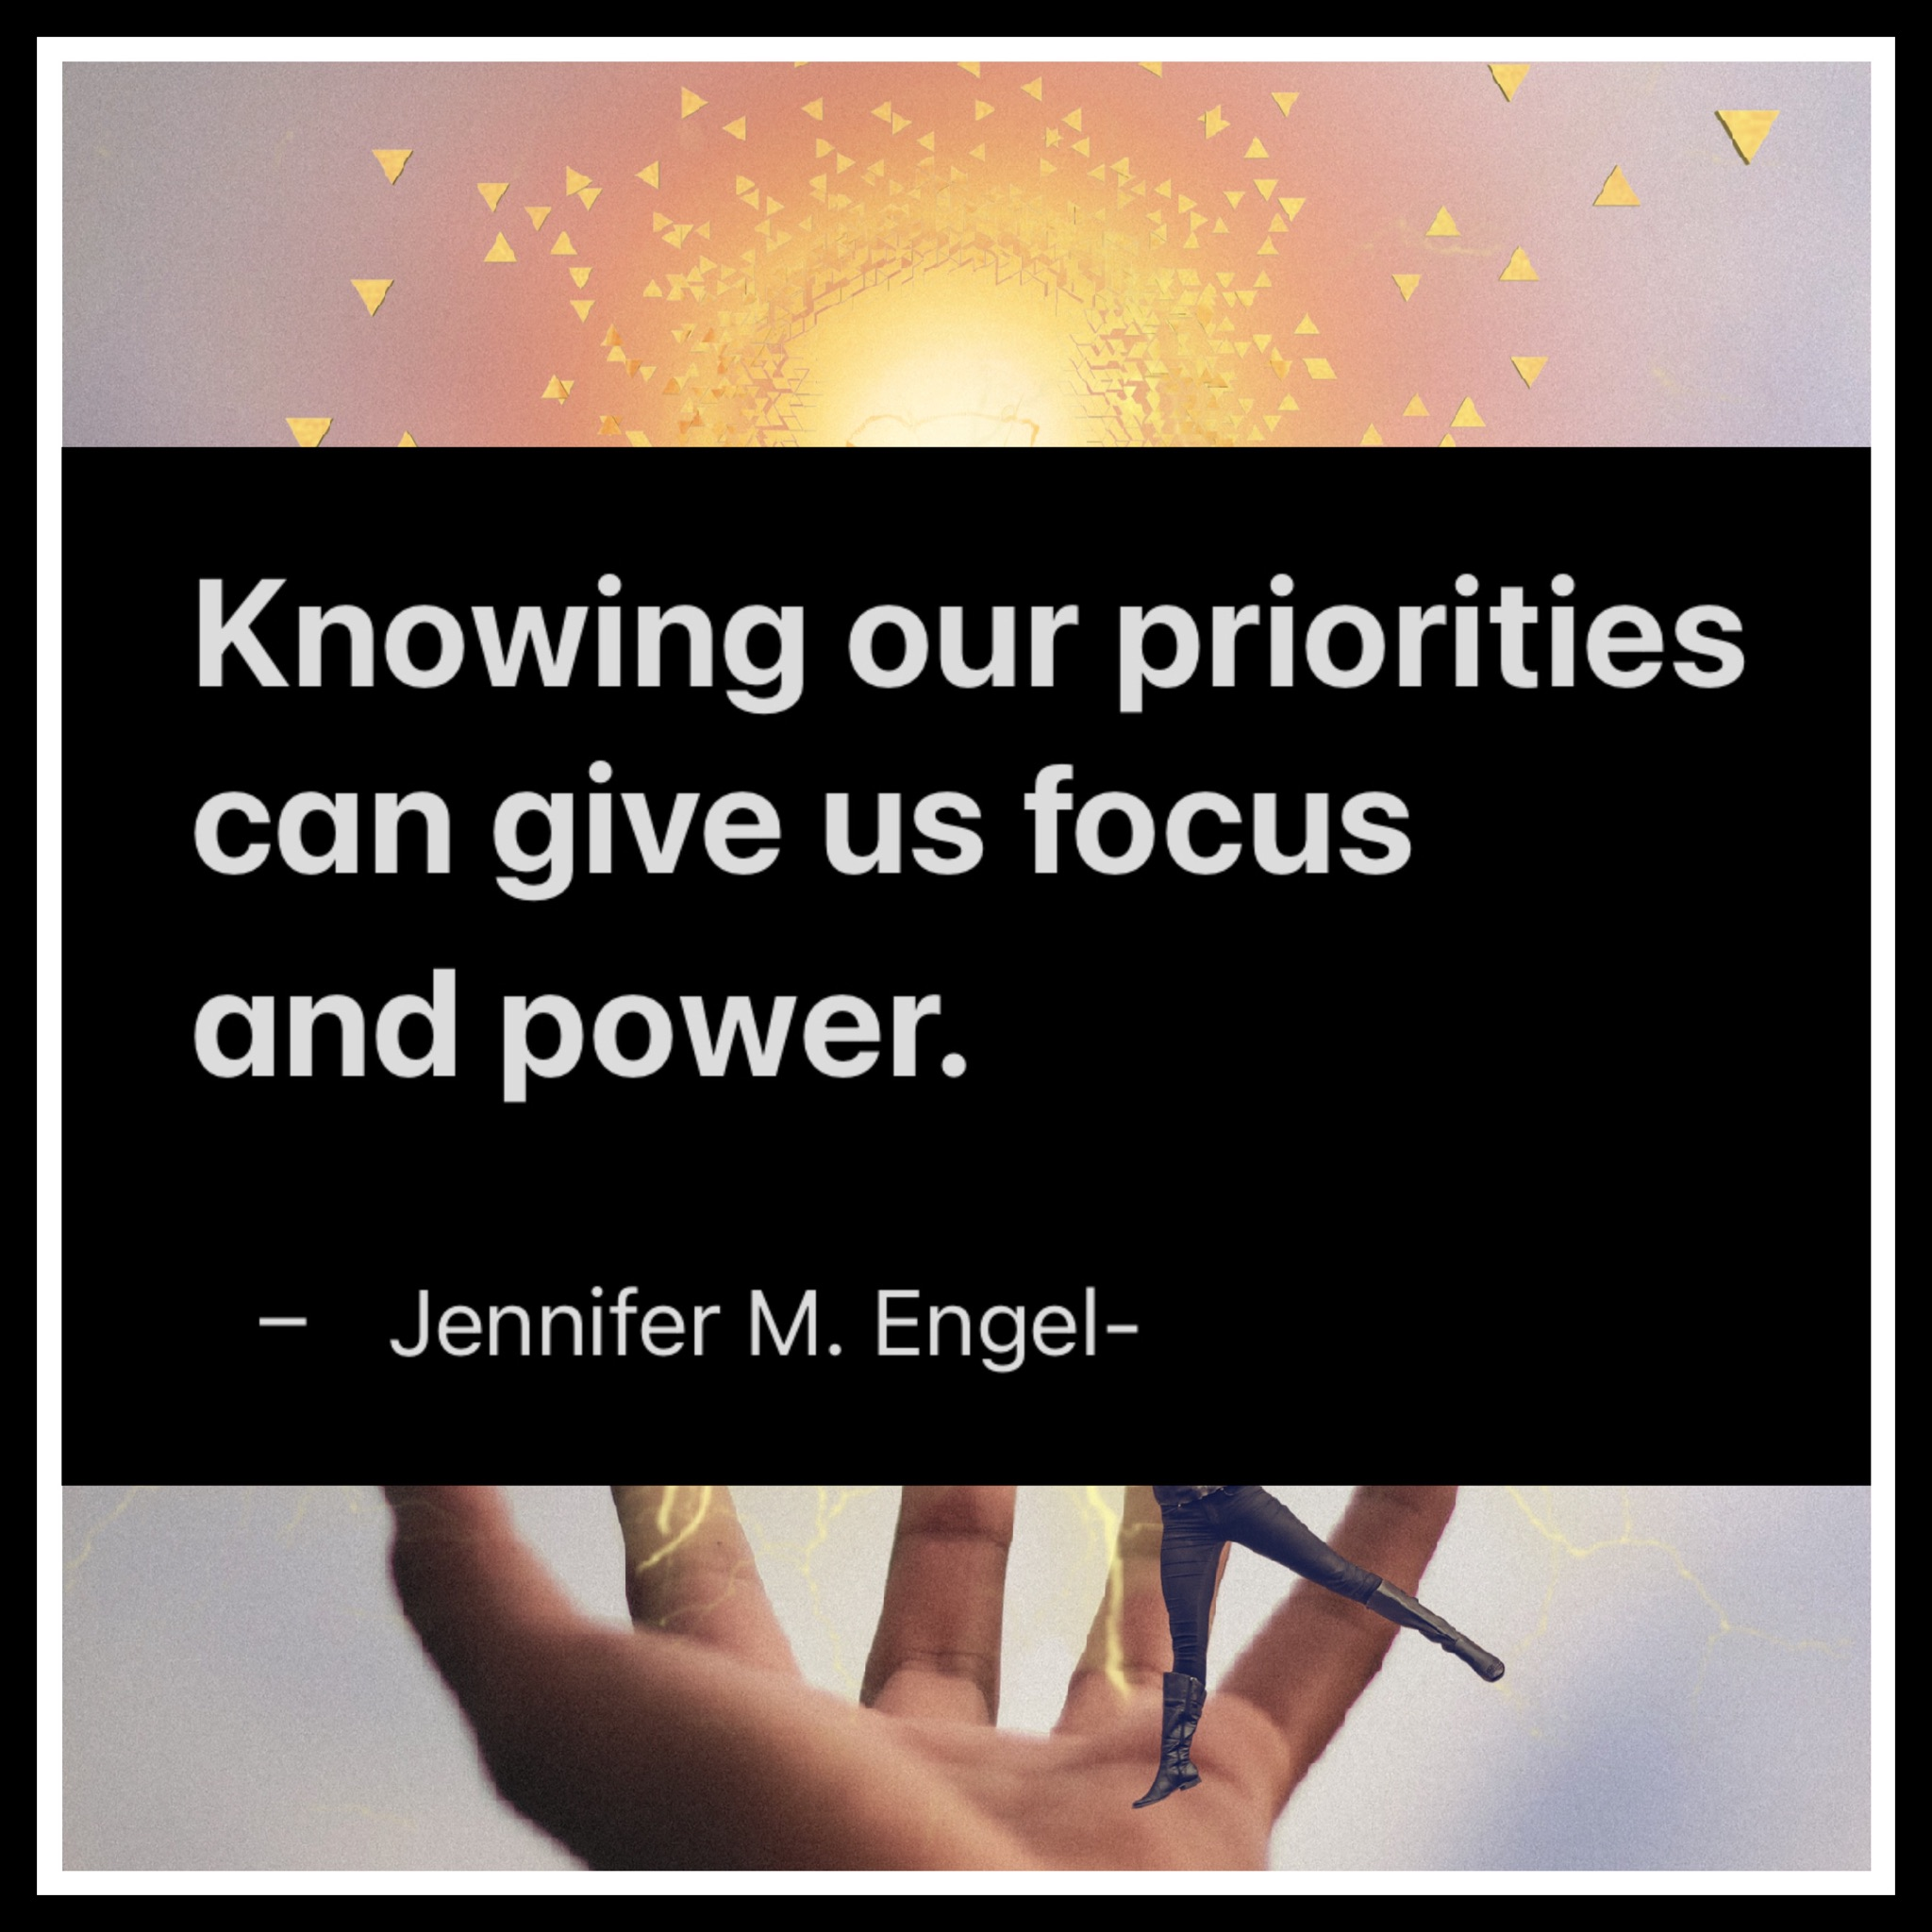 Knowing our priorities
can give us focus
and power.
– Jennifer M. Engel-